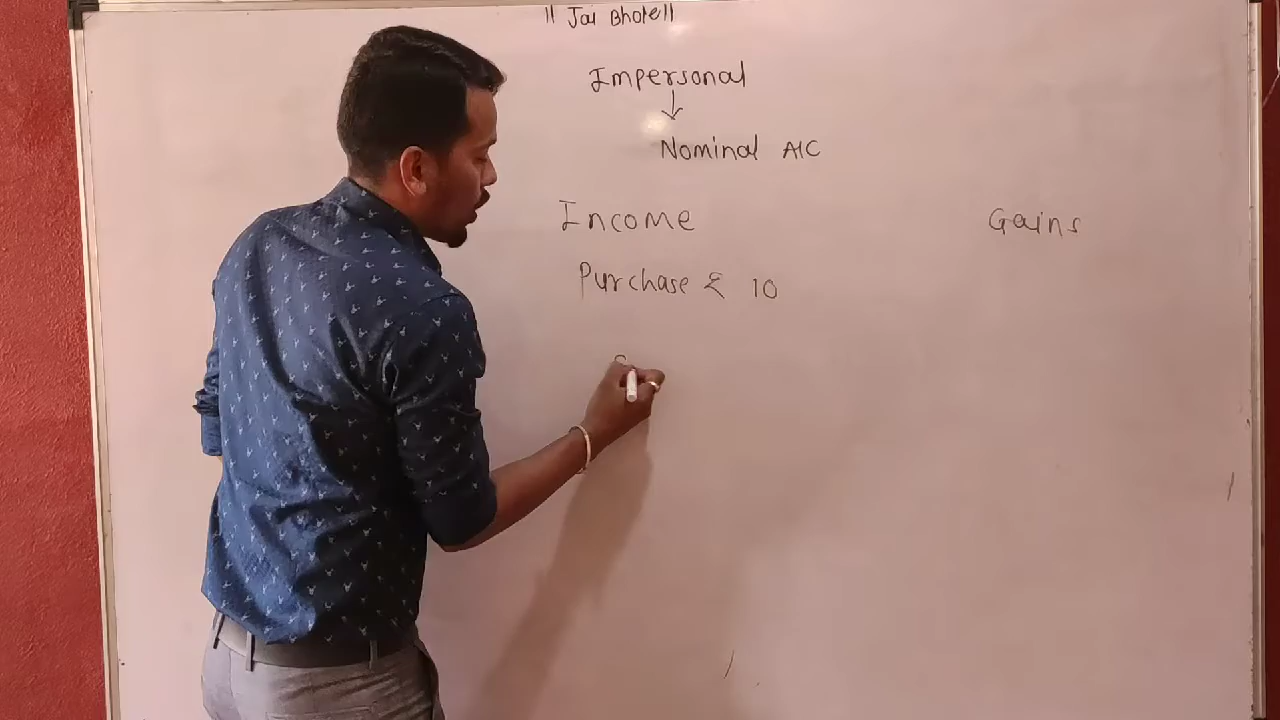 || Jai Bhole ||
Impersonal
↓
Nominal A/C
Income Gains
Purchase ₹ 10